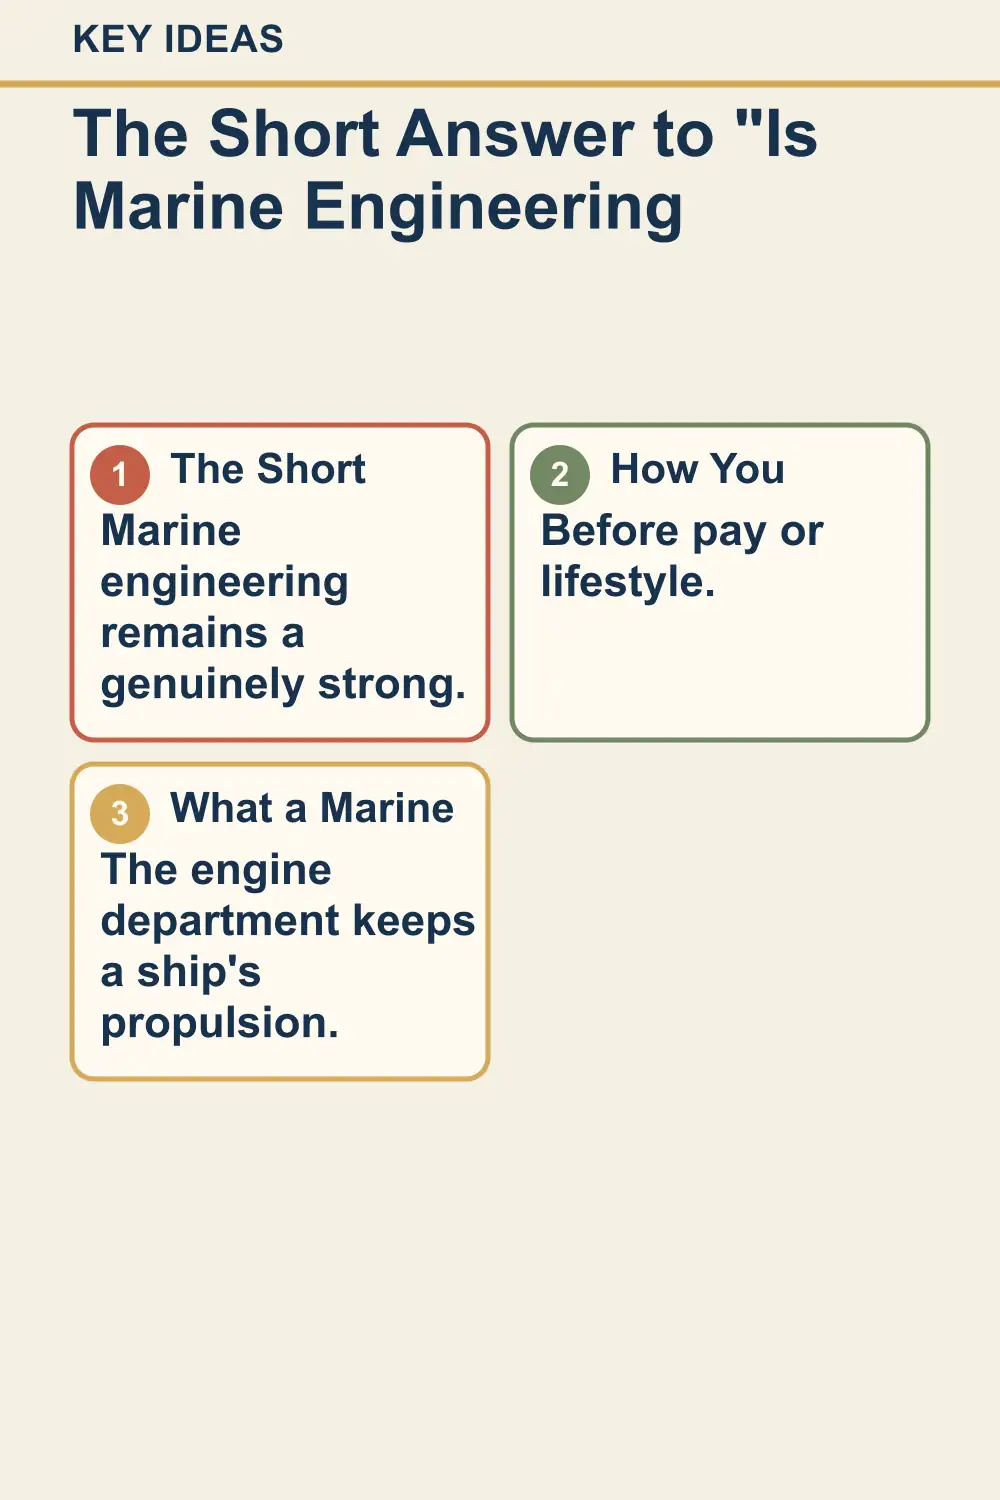 KEY IDEAS
The Short Answer to "Is
Marine Engineering
1 The Short
Marine
engineering
remains a
genuinely strong.
2 How You
Before pay or
lifestyle.
3 What a Marine
The engine
department keeps
a ship's
propulsion.